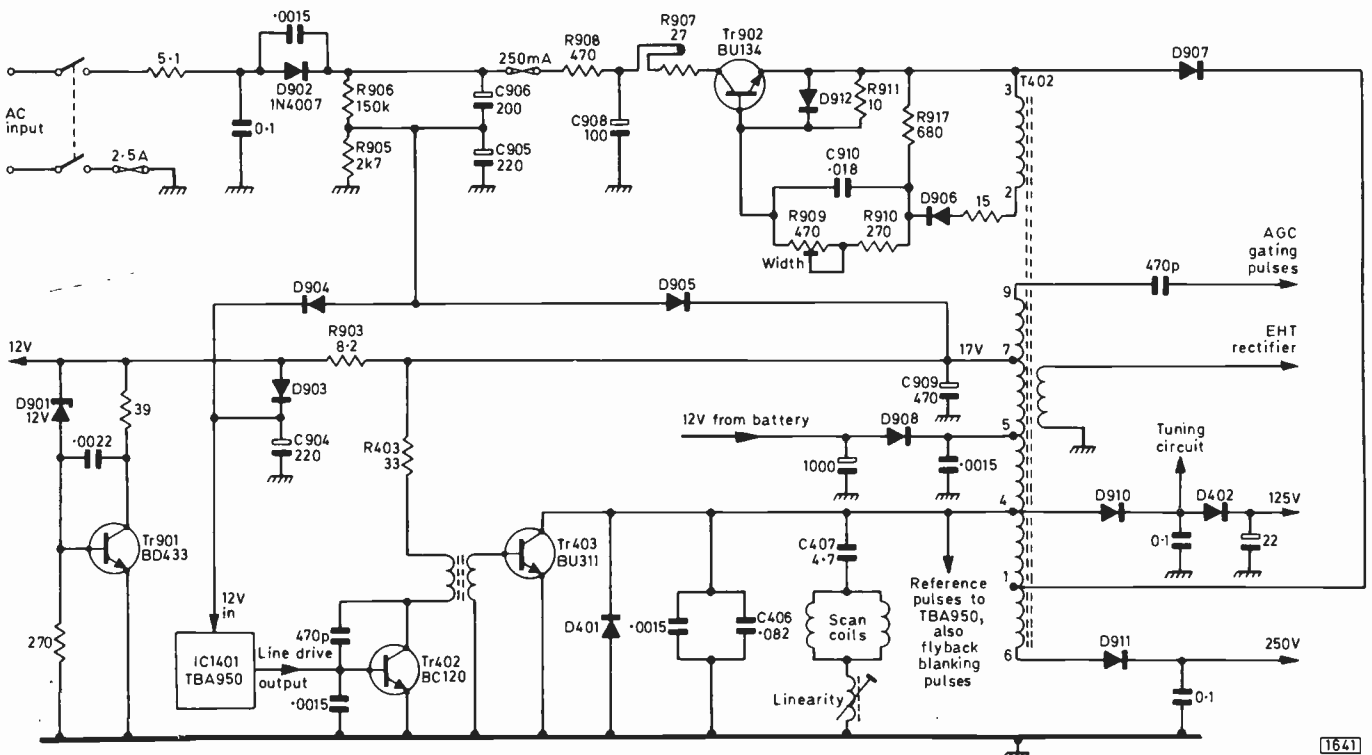 ·0015
5·1
D902
1N4007
AC
input
2·5A
0·1
R906
150k
R905
2k7
C906
200
C905
220
250mA
R908
470
C908
100
R907
27
Tr902
BU134
D912
R911
10
R917
680
C910
·018
R909
470
R910
270
Width
D906
15
D907
T402
3
2
AGC
gating
pulses
470p
9
EHT
rectifier
7
17V
D904
D905
R903
8·2
12V
D901
12V
39
·0022
D903
C904
220
R403
33
C909
470
12V from battery
D908
5
1000
·0015
Tuning
circuit
D910
D402
125V
4
0·1
22
Tr901
BD433
270
12V
in
IC1401
TBA950
Line drive
output
470p
·0015
Tr402
BC120
Tr403
BU311
D401
·0015
C406
·082
C407
4·7
Scan
coils
Linearity
Reference
pulses to
TBA950,
also
flyback
blanking
pulses
1
6
D911
250V
0·1
1641